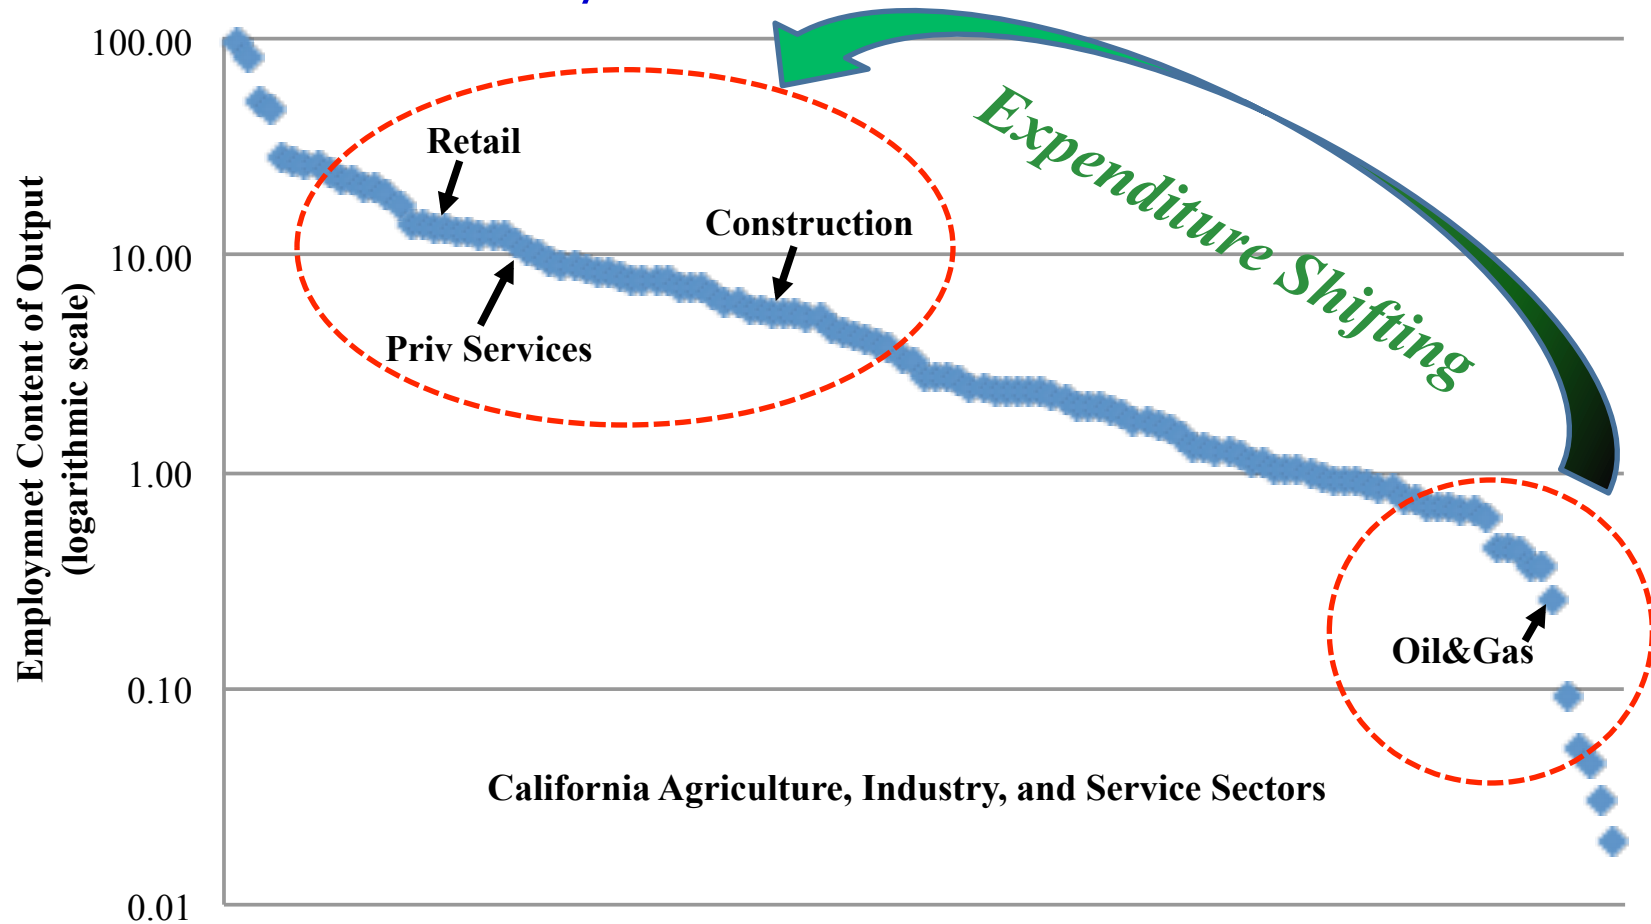 100.00
10.00
1.00
0.10
0.01
Employmnet Content of Output
(logarithmic scale)
Retail
Construction
Priv Services
Expenditure Shifting
Oil&Gas
California Agriculture, Industry, and Service Sectors